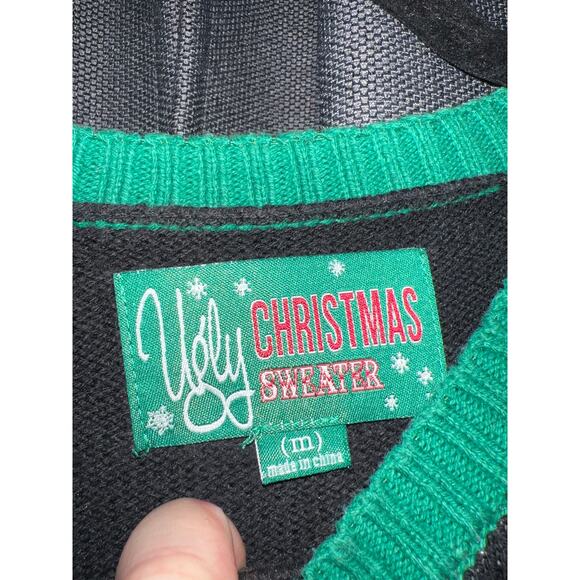 Ugly CHRISTMAS
SWEATER
(m)
made in china